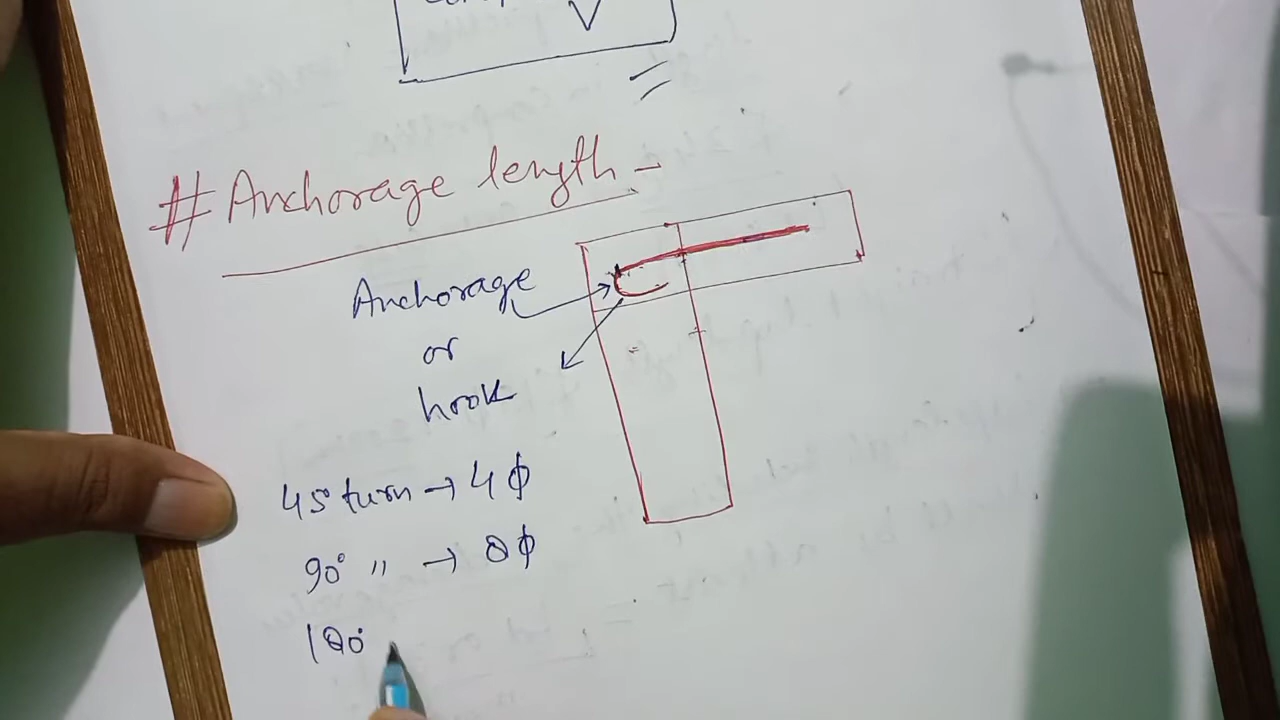 # Anchorage length -
Anchorage
or
hook
45° turn → 4 ϕ
90° " → 8 ϕ
180°